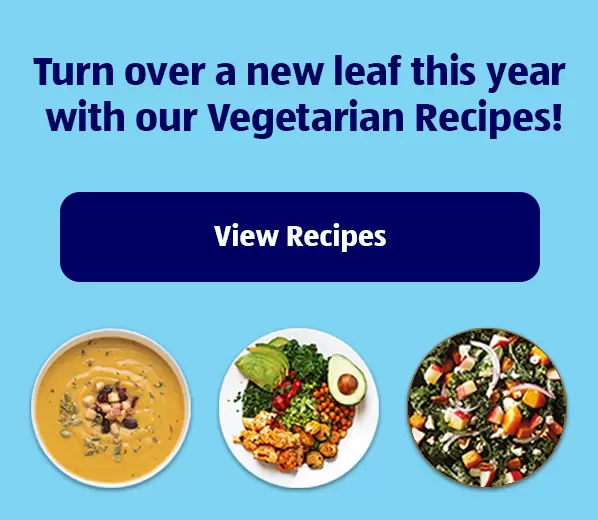 Turn over a new leaf this year
with our Vegetarian Recipes!
View Recipes